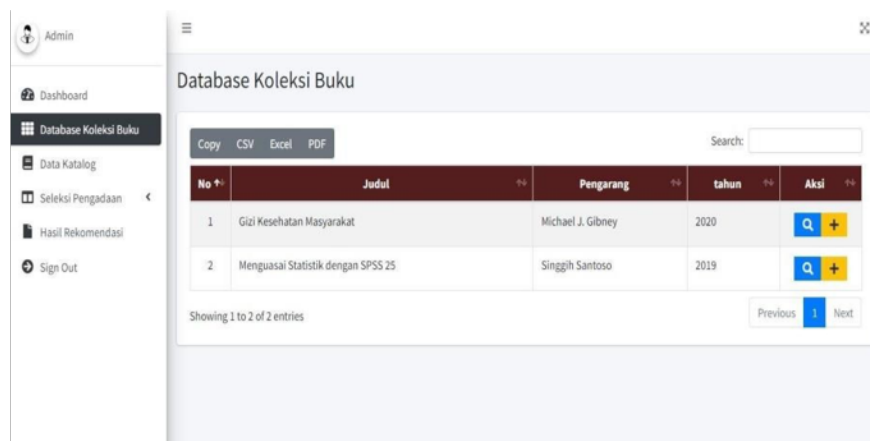 Admin
Dashboard
Database Koleksi Buku
Data Katalog
Seleksi Pengadaan
Hasil Rekomendasi
Sign Out
Database Koleksi Buku
Copy CSV Excel PDF
Search:
No Judul Pengarang tahun Aksi
1 Gizi Kesehatan Masyarakat Michael J. Gibney 2020
2 Menguasai Statistik dengan SPSS 25 Singgih Santoso 2019
Showing 1 to 2 of 2 entries
Previous 1 Next